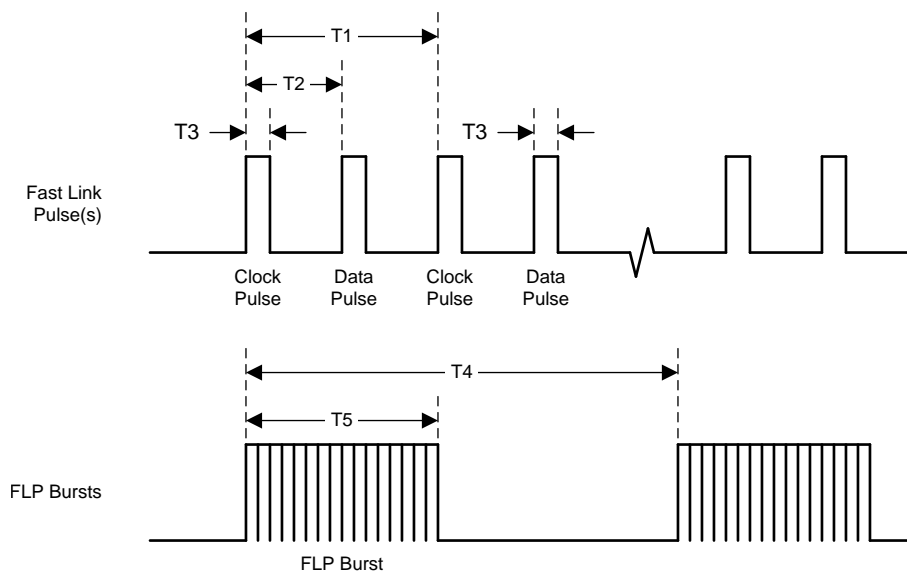 T1
T2
T3
T3
Fast Link
Pulse(s)
Clock
Pulse
Data
Pulse
Clock
Pulse
Data
Pulse
T4
T5
FLP Bursts
FLP Burst